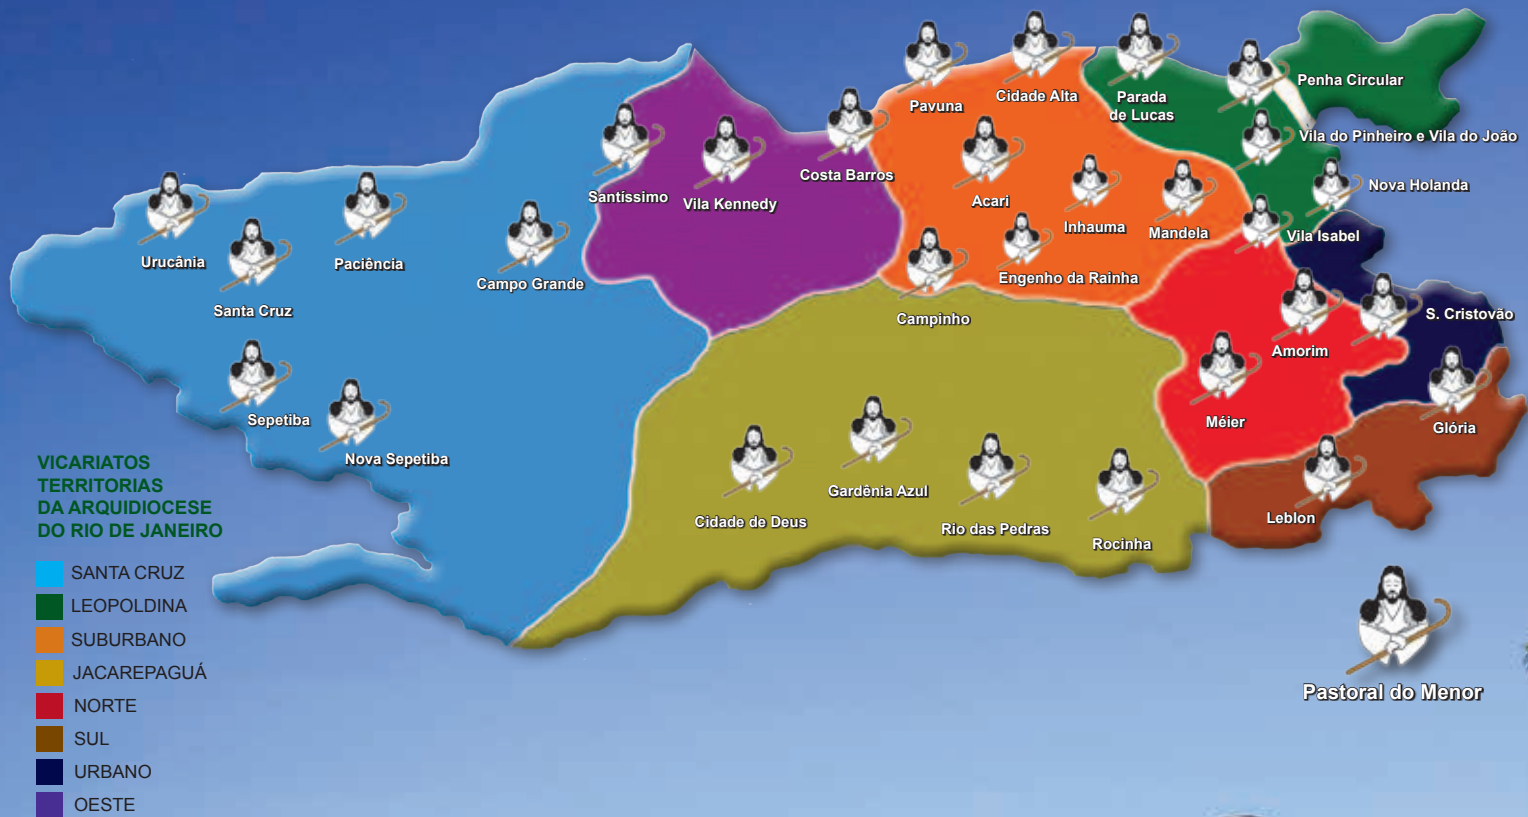 Pavuna
Cidade Alta
Parada
de Lucas
Penha Circular
Vila do Pinheiro e Vila do João
Costa Barros
Nova Holanda
Santíssimo
Vila Kennedy
Acari
Inhauma
Mandela
Vila Isabel
Urucânia
Paciência
Campo Grande
Engenho da Rainha
Santa Cruz
Campinho
S. Cristovão
Amorim
Sepetiba
Méier
Glória
Nova Sepetiba
Gardênia Azul
Cidade de Deus
Rio das Pedras
Rocinha
Leblon
VICARIATOS
TERRITORIAS
DA ARQUIDIOCESE
DO RIO DE JANEIRO
SANTA CRUZ
LEOPOLDINA
SUBURBANO
JACAREPAGUÁ
NORTE
SUL
URBANO
OESTE
Pastoral do Menor